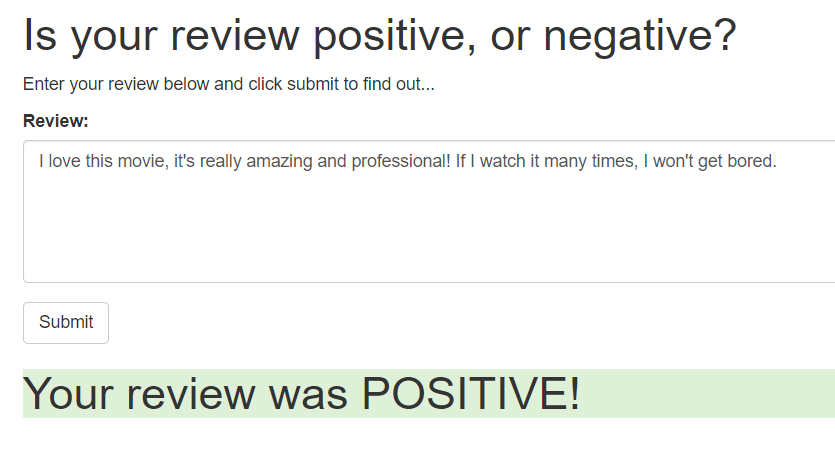 Is your review positive, or negative?
Enter your review below and click submit to find out...
Review:
I love this movie, it's really amazing and professional! If I watch it many times, I won't get bored.
Submit
Your review was POSITIVE!